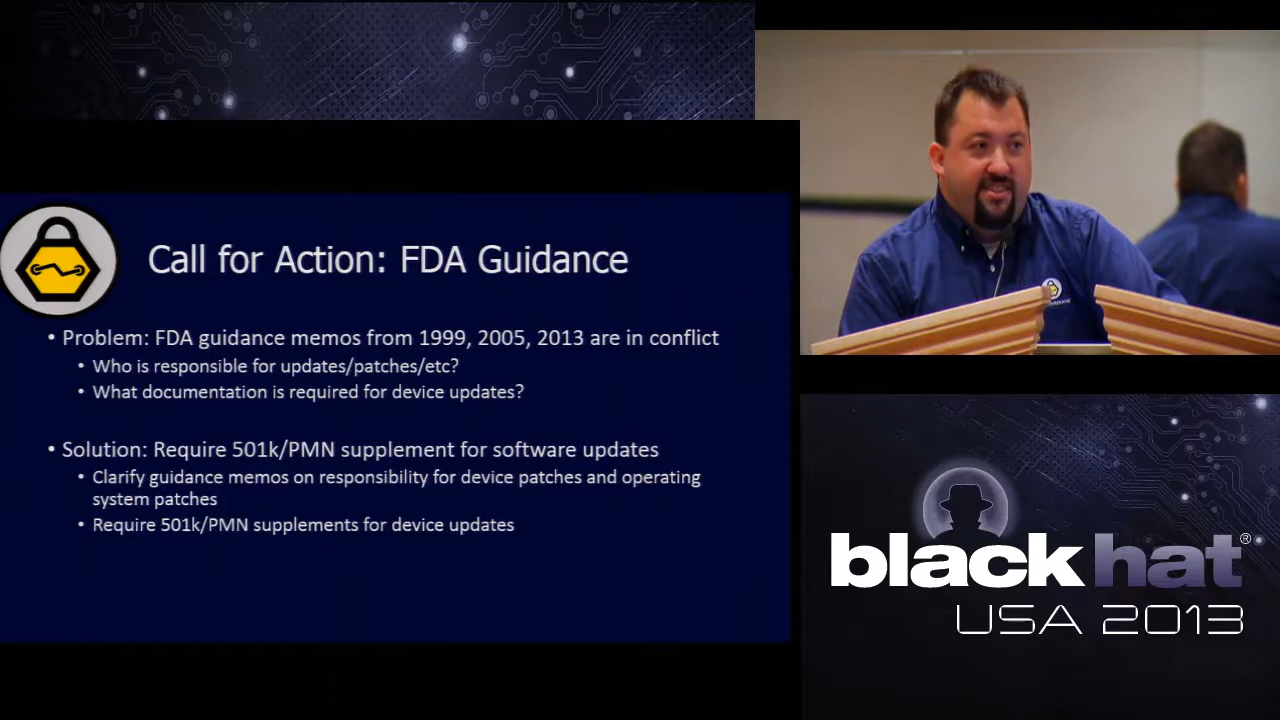 Call for Action: FDA Guidance
• Problem: FDA guidance memos from 1999, 2005, 2013 are in conflict
• Who is responsible for updates/patches/etc?
• What documentation is required for device updates?
• Solution: Require 501k/PMN supplement for software updates
• Clarify guidance memos on responsibility for device patches and operating
system patches
• Require 501k/PMN supplements for device updates
black hat®
USA 2013